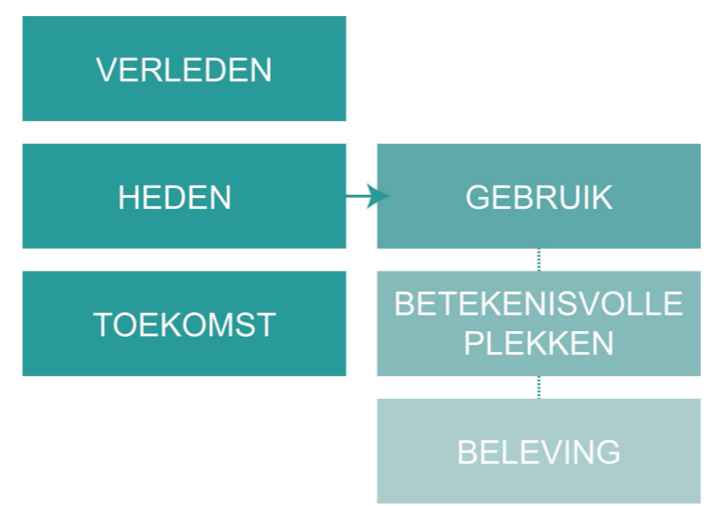 VERLEDEN
HEDEN
GEBRUIK
TOEKOMST
BETEKENISVOLLE
PLEKKEN
BELEVING